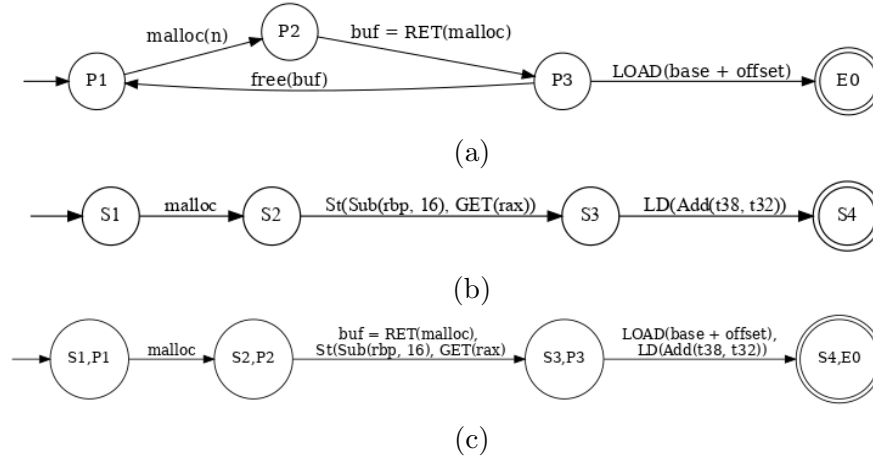 malloc(n)
P2
buf = RET(malloc)
P1
free(buf)
P3
LOAD(base + offset)
E0
(a)
S1
malloc
S2
St(Sub(rbp, 16), GET(rax))
S3
LD(Add(t38, t32))
S4
(b)
S1,P1
malloc
S2,P2
buf = RET(malloc),
St(Sub(rbp, 16), GET(rax)
S3,P3
LOAD(base + offset),
LD(Add(t38, t32))
S4,E0
(c)